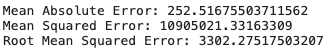 Mean Absolute Error: 252.51675503711562
Mean Squared Error: 10905021.33163309
Root Mean Squared Error: 3302.27517503207